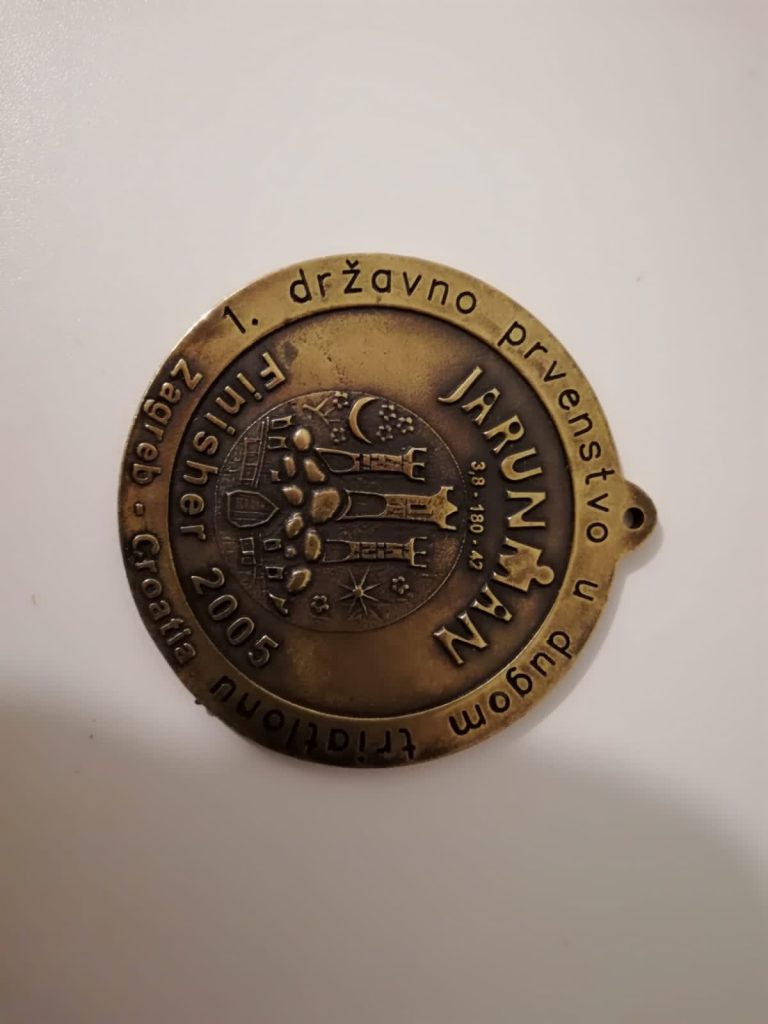 1. državno prvenstvo u dugom triatlonu
JARUNMAN
3,8 - 180 - 42
Finisher 2005
Zagreb - Croatia